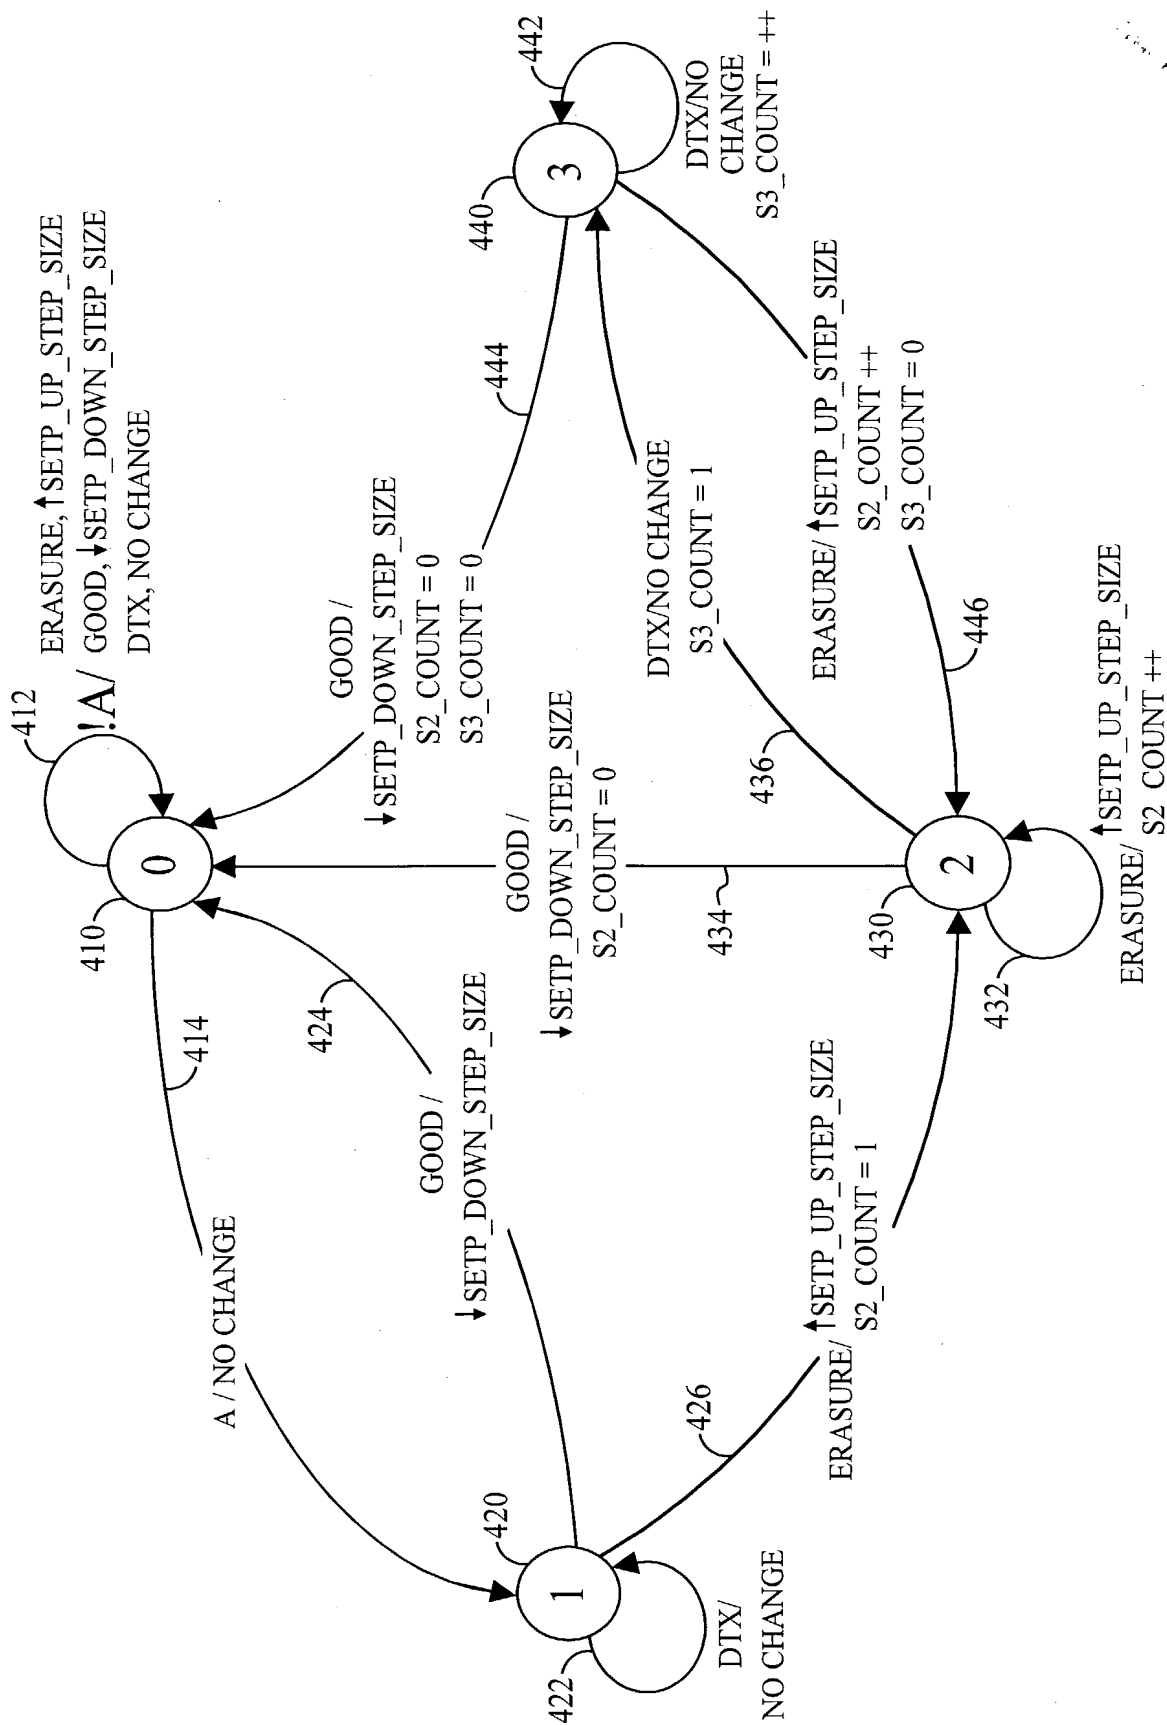 412
!A/
ERASURE, ↑SETP_UP_STEP_SIZE
GOOD, ↓SETP_DOWN_STEP_SIZE
DTX, NO CHANGE
410
0
414
A / NO CHANGE
424
GOOD /
↓SETP_DOWN_STEP_SIZE
GOOD /
↓SETP_DOWN_STEP_SIZE
S2_COUNT = 0
S3_COUNT = 0
444
440
3
442
DTX/NO
CHANGE
S3_COUNT = ++
420
1
422
DTX/
NO CHANGE
GOOD /
↓SETP_DOWN_STEP_SIZE
S2_COUNT = 0
434
DTX/NO CHANGE
S3_COUNT = 1
436
426
ERASURE/ ↑SETP_UP_STEP_SIZE
S2_COUNT = 1
ERASURE/ ↑SETP_UP_STEP_SIZE
S2_COUNT ++
S3_COUNT = 0
446
430
2
432
ERASURE/ ↑SETP_UP_STEP_SIZE
S2 COUNT ++